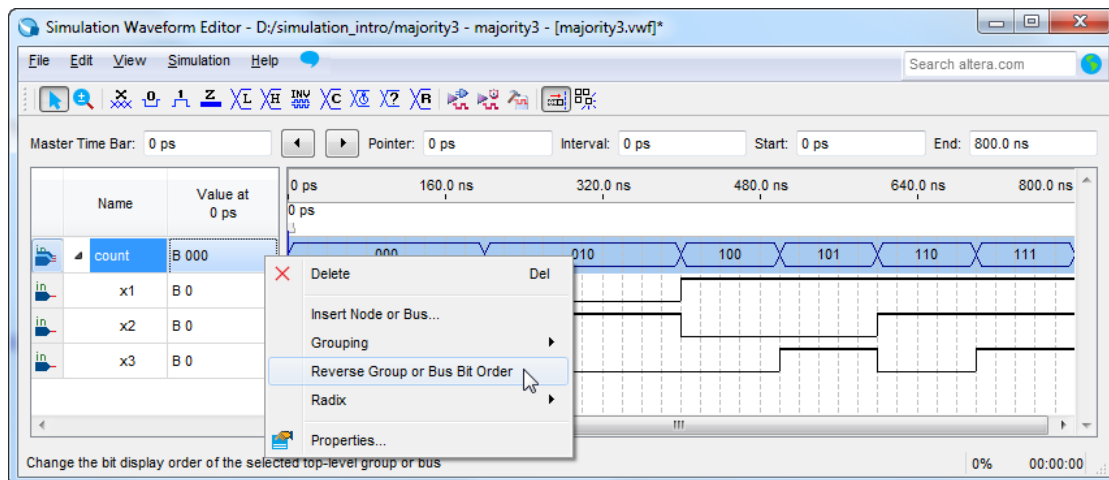 Simulation Waveform Editor - D:/simulation_intro/majority3 - majority3 - [majority3.vwf]*
File Edit View Simulation Help Search altera.com
Master Time Bar: 0 ps Pointer: 0 ps Interval: 0 ps Start: 0 ps End: 800.0 ns
Name Value at 0 ps
0 ps 160.0 ns 320.0 ns 480.0 ns 640.0 ns 800.0 ns
0 ps
in count B 000 000 010 100 101 110 111
in x1 B 0
in x2 B 0
in x3 B 0
Delete Del
Insert Node or Bus...
Grouping
Reverse Group or Bus Bit Order
Radix
Properties...
Change the bit display order of the selected top-level group or bus 0% 00:00:00